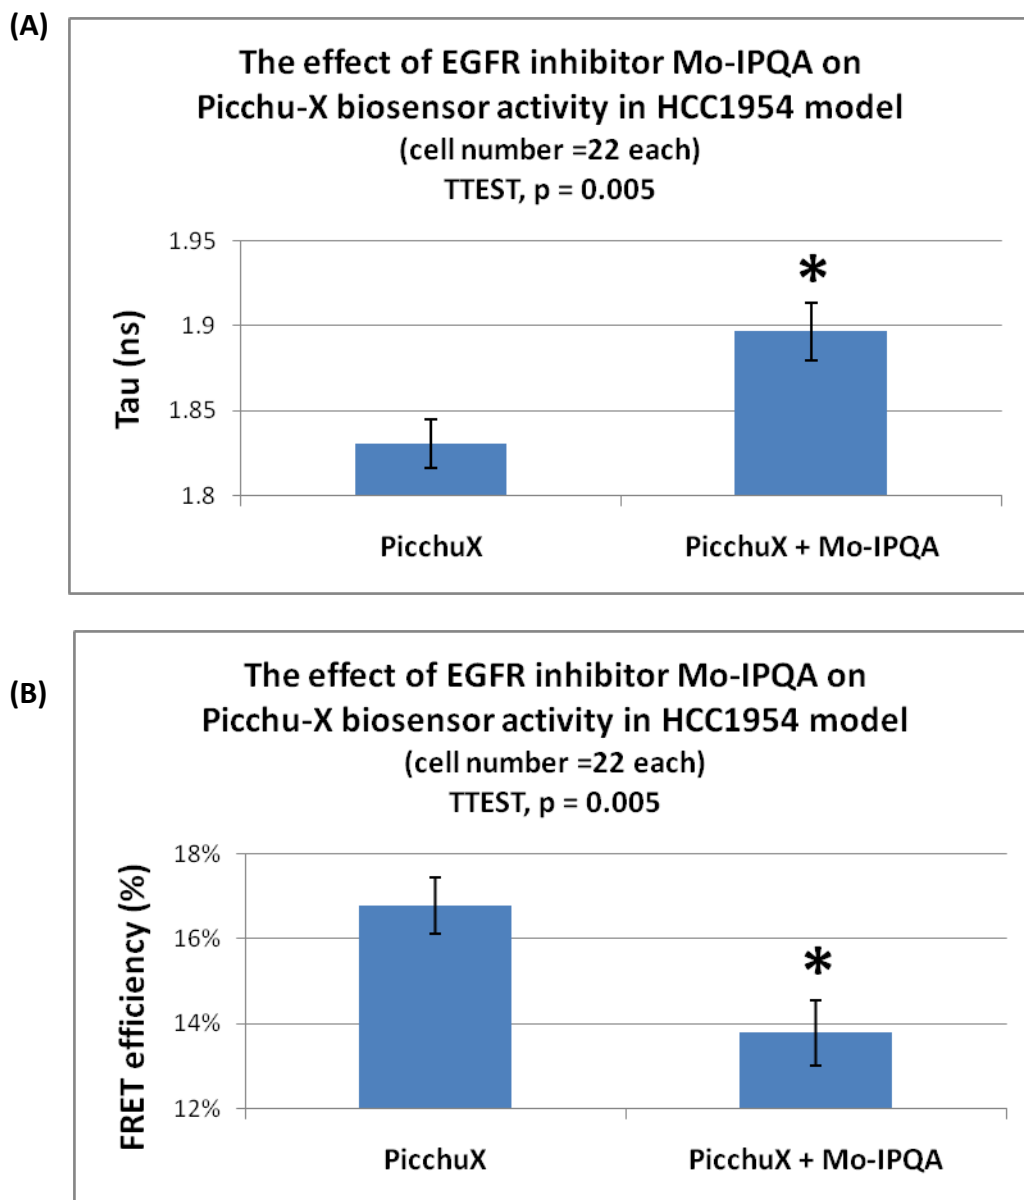 (A)
The effect of EGFR inhibitor Mo-IPQA on
Picchu-X biosensor activity in HCC1954 model
(cell number =22 each)
TTEST, p = 0.005
1.95
1.9
1.85
1.8
Tau (ns)
*
PicchuX
PicchuX + Mo-IPQA
(B)
The effect of EGFR inhibitor Mo-IPQA on
Picchu-X biosensor activity in HCC1954 model
(cell number =22 each)
TTEST, p = 0.005
18%
16%
14%
12%
FRET efficiency (%)
*
PicchuX
PicchuX + Mo-IPQA